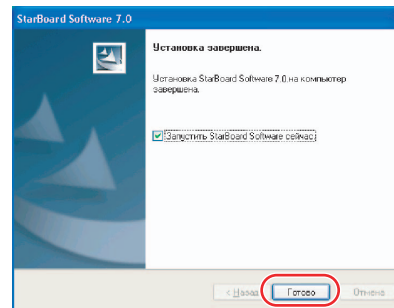 StarBoard Software 7.0
Установка завершена.
Установка StarBoard Software 7.0 на компьютер
завершена.
Запустить StarBoard Software сейчас
< Назад Готово Отмена